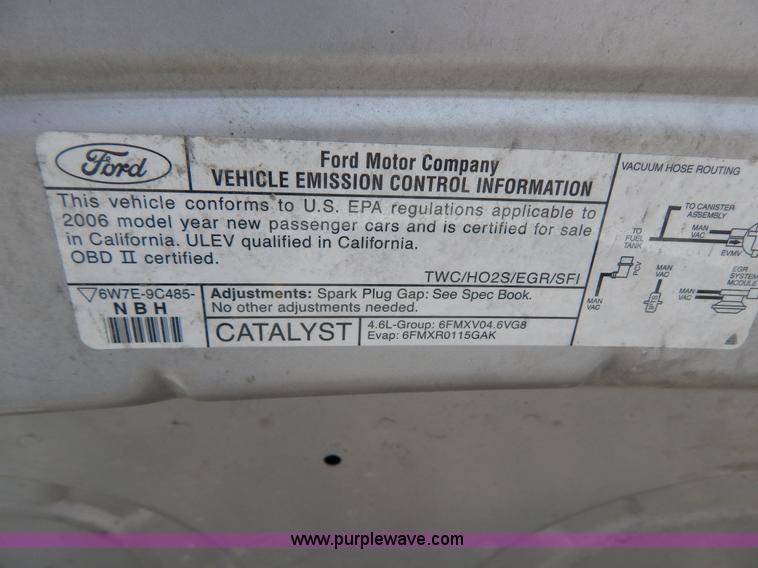 Ford
Ford Motor Company
VEHICLE EMISSION CONTROL INFORMATION
This vehicle conforms to U.S. EPA regulations applicable to
2006 model year new passenger cars and is certified for sale
in California. ULEV qualified in California.
OBD II certified.
TWC/HO2S/EGR/SFI
6W7E-9C485-
NBH
Adjustments: Spark Plug Gap: See Spec Book.
No other adjustments needed.
CATALYST
4.6L-Group: 6FMXV04.6VG8
Evap: 6FMXR0115GAK
VACUUM HOSE ROUTING
TO CANISTER
ASSEMBLY
TO
FUEL
TANK
MAN
VAC
EVMV
PCV
MAN
VAC
MAN
VAC
EGR
SYSTEM
MODULE
MAN
VAC
www.purplewave.com